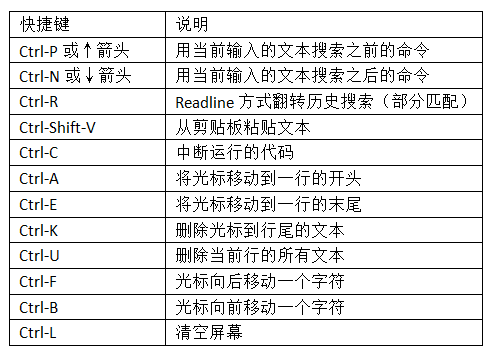 快捷键 说明
Ctrl-P 或↑箭头 用当前输入的文本搜索之前的命令
Ctrl-N 或↓箭头 用当前输入的文本搜索之后的命令
Ctrl-R Readline 方式翻转历史搜索（部分匹配）
Ctrl-Shift-V 从剪贴板粘贴文本
Ctrl-C 中断运行的代码
Ctrl-A 将光标移动到一行的开头
Ctrl-E 将光标移动到一行的末尾
Ctrl-K 删除光标到行尾的文本
Ctrl-U 删除当前行的所有文本
Ctrl-F 光标向后移动一个字符
Ctrl-B 光标向前移动一个字符
Ctrl-L 清空屏幕